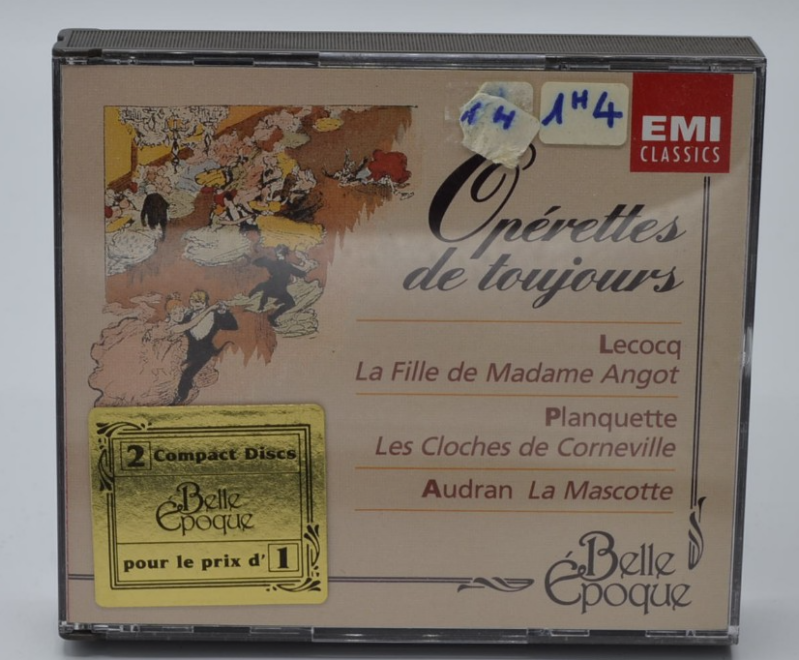 1 H
1H4
EMI
CLASSICS
Opérettes
de toujours
Lecocq
La Fille de Madame Angot
Planquette
Les Cloches de Corneville
Audran La Mascotte
2 Compact Discs
Belle
Époque
pour le prix d'1
Belle
Époque